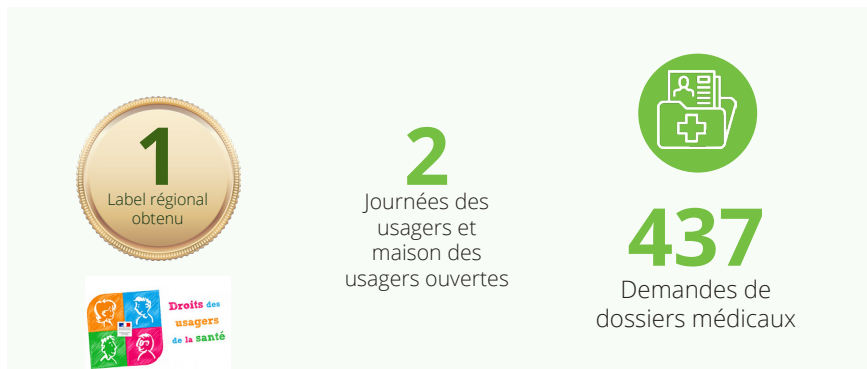 1
Label régional
obtenu
Droits des
usagers
de la santé
2
Journées des
usagers et
maison des
usagers ouvertes
437
Demandes de
dossiers médicaux